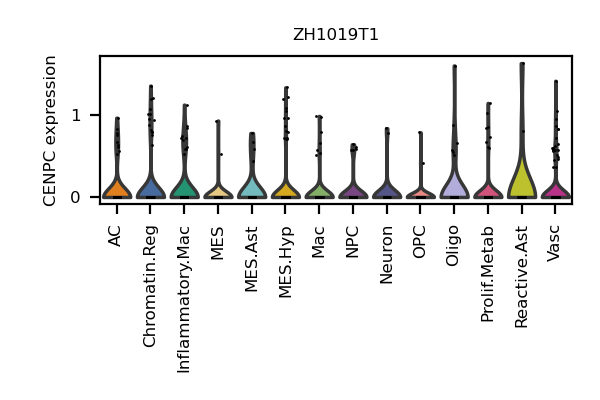 ZH1019T1
CENPC expression
1
0
AC
Chromatin.Reg
Inflammatory.Mac
MES
MES.Ast
MES.Hyp
Mac
NPC
Neuron
OPC
Oligo
Prolif.Metab
Reactive.Ast
Vasc